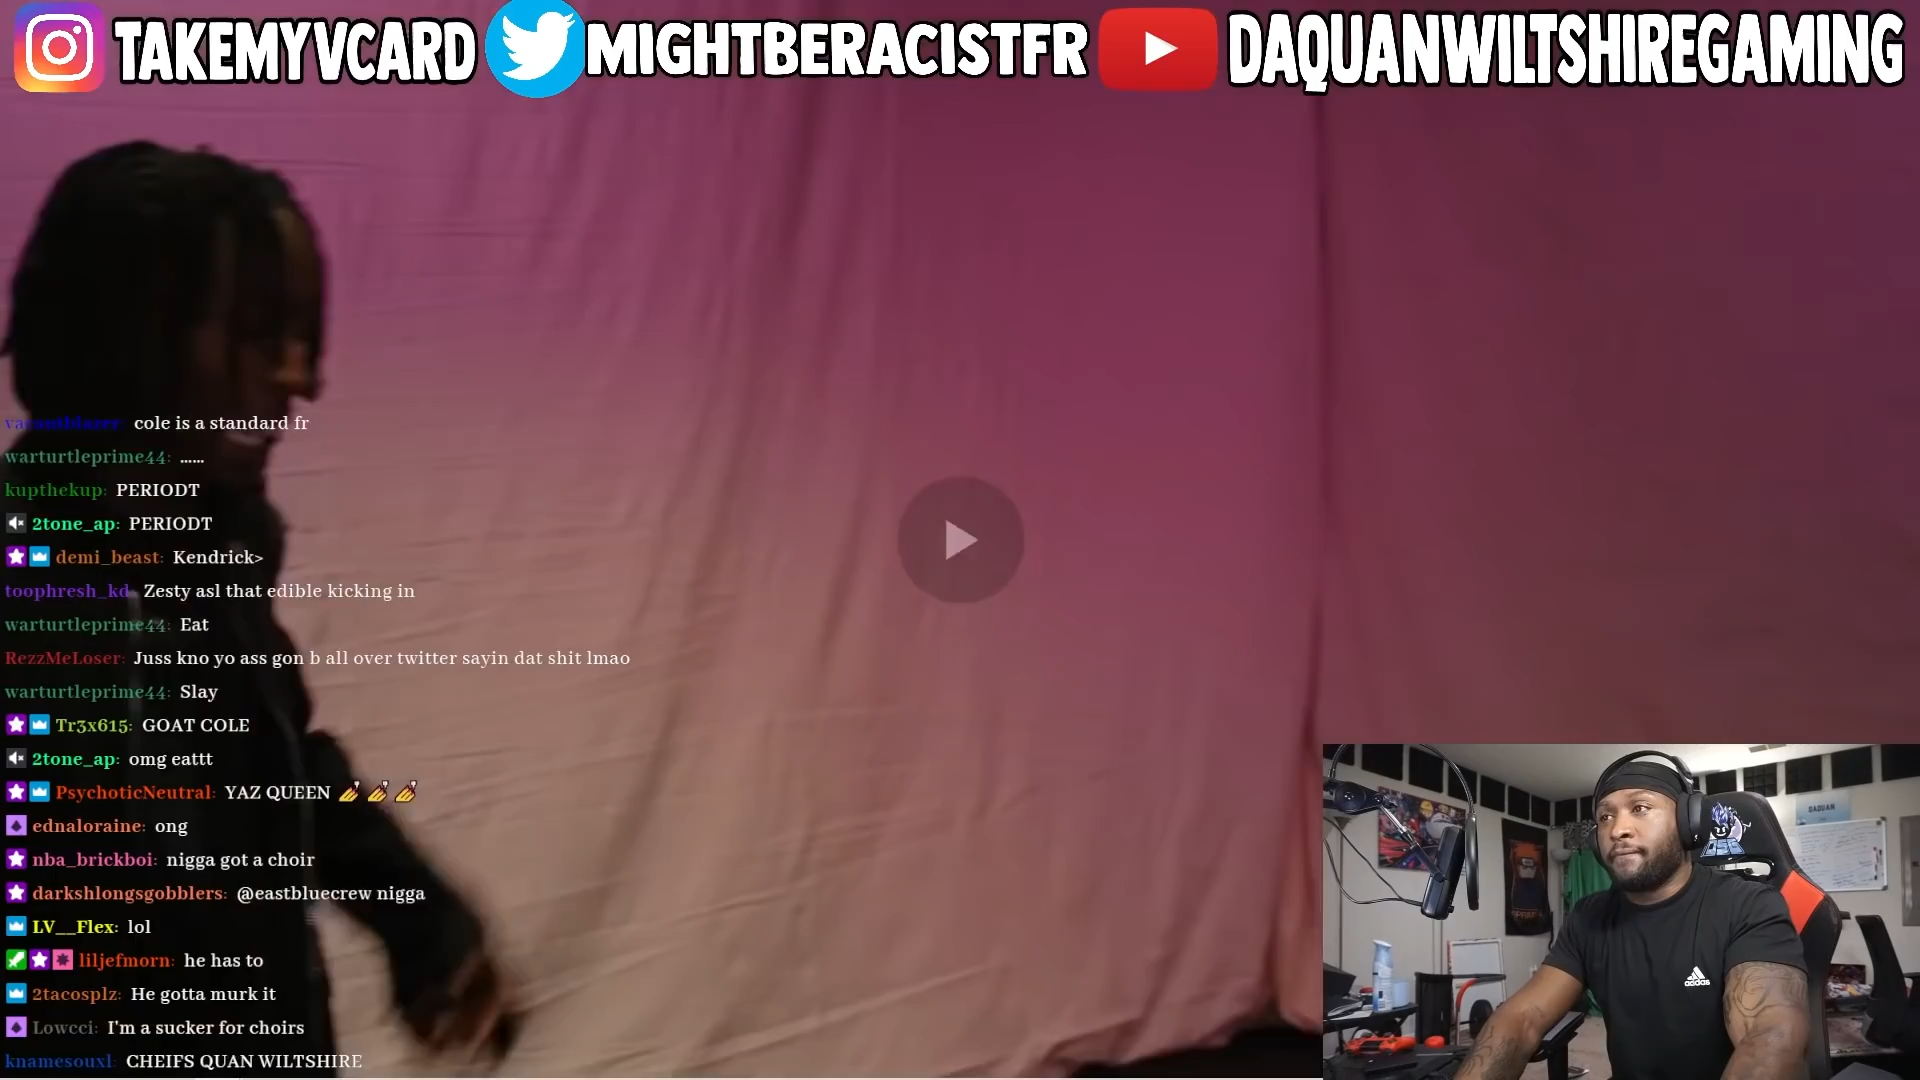 TAKEMYVCARD MIGHTBERACISTFR DAQUANWILTSHIREGAMING
cole is a standard fr
warturtleprime44: ......
kupthekup: PERIODT
2tone_ap: PERIODT
demi_beast: Kendrick>
toophresh_kd: Zesty asl that edible kicking in
warturtleprime44: Eat
RezzMeLoser: Juss kno yo ass gon b all over twitter sayin dat shit lmao
warturtleprime44: Slay
Tr3x615: GOAT COLE
2tone_ap: omg eattt
PsychoticNeutral: YAZ QUEEN
ednaloraine: ong
nba_brickboi: nigga got a choir
darkshlongsgobblers: @eastbluecrew nigga
LV__Flex: lol
liljefmorn: he has to
2tacosplz: He gotta murk it
Lowcci: I'm a sucker for choirs
knamesouxl: CHEIFS QUAN WILTSHIRE
DAQUAN
DSG
adidas